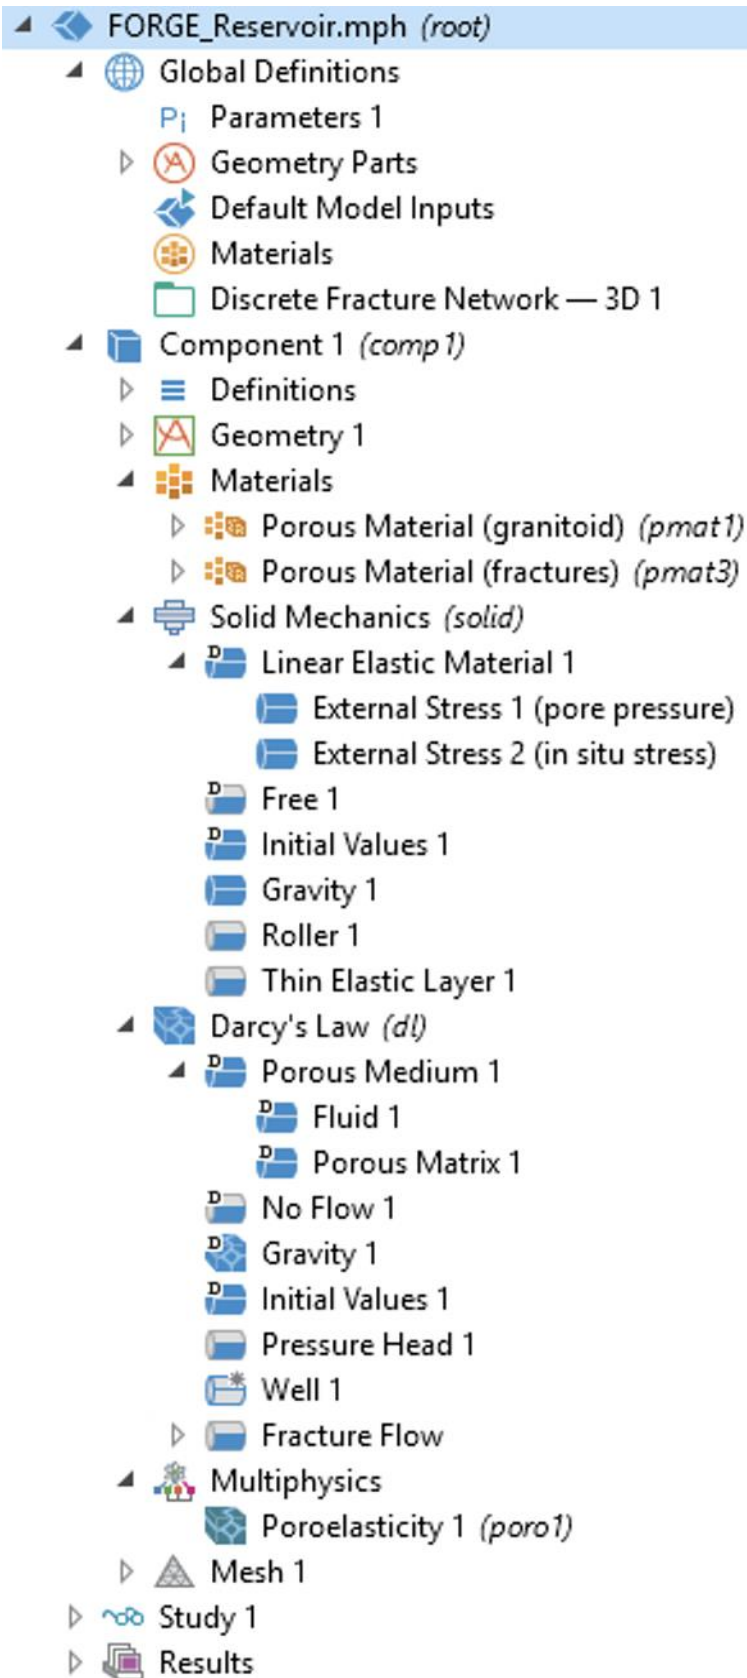 FORGE_Reservoir.mph (root)
Global Definitions
Pi Parameters 1
Geometry Parts
Default Model Inputs
Materials
Discrete Fracture Network — 3D 1
Component 1 (comp1)
Definitions
Geometry 1
Materials
Porous Material (granitoid) (pmat1)
Porous Material (fractures) (pmat3)
Solid Mechanics (solid)
D Linear Elastic Material 1
External Stress 1 (pore pressure)
External Stress 2 (in situ stress)
D Free 1
D Initial Values 1
Gravity 1
Roller 1
Thin Elastic Layer 1
Darcy's Law (dl)
D Porous Medium 1
D Fluid 1
D Porous Matrix 1
D No Flow 1
D Gravity 1
D Initial Values 1
Pressure Head 1
Well 1
Fracture Flow
Multiphysics
Poroelasticity 1 (poro1)
Mesh 1
Study 1
Results